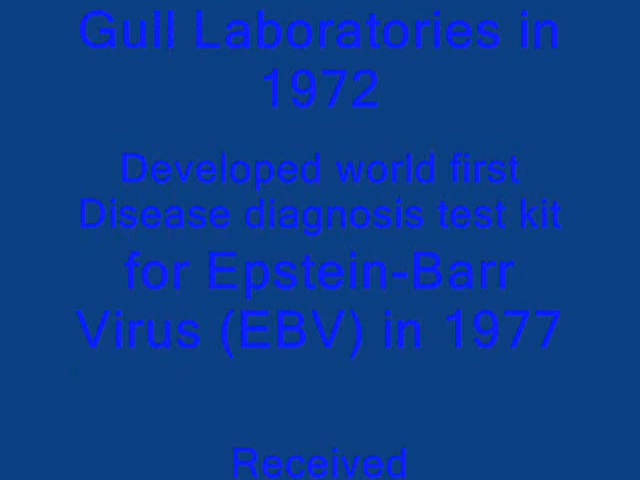 Gull Laboratories in
1972
Developed world first
Disease diagnosis test kit
for Epstein-Barr
Virus (EBV) in 1977
Received